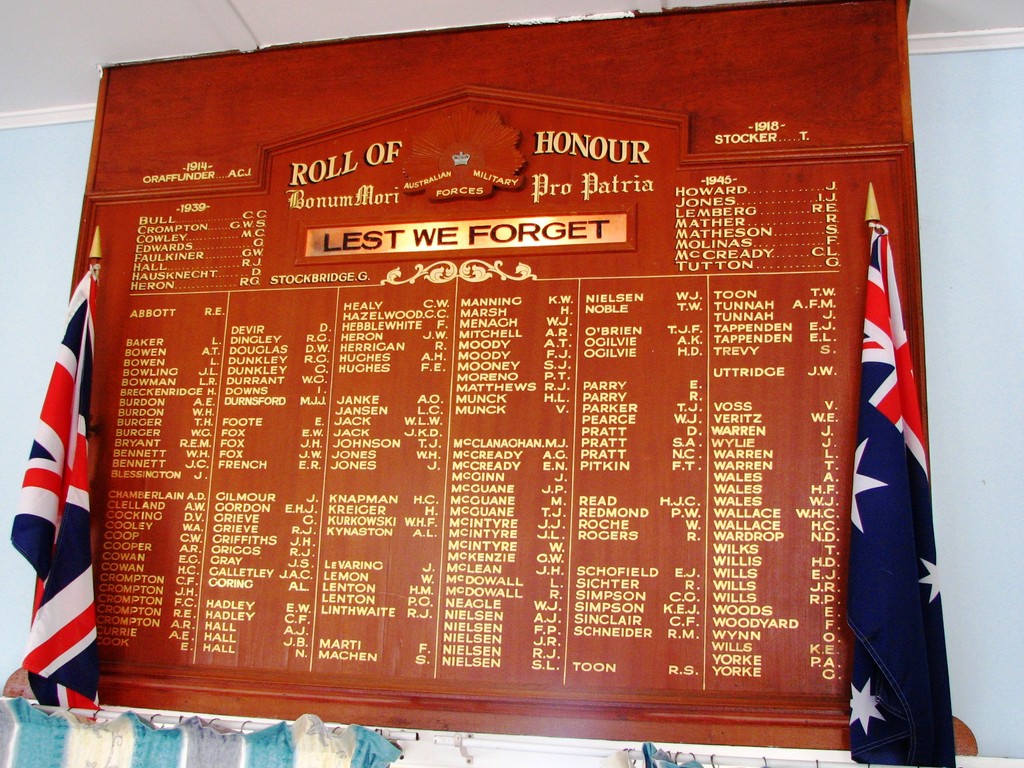 -1914-
ORAFFUNDER....A.C.J.
-1918-
STOCKER....T.
ROLL OF HONOUR
AUSTRALIAN MILITARY FORCES
Bonum Mori Pro Patria
LEST WE FORGET
-1939-
BULL C.C.
CROMPTON G.W.S.
COWLEY M.C.
EDWARDS G.
FAULKINER G.W.
HALL R.J.
HAUSKNECHT D.
HERON R.G.
STOCKBRIDGE.G.
-1945-
HOWARD J.
JONES I.J.
LEMBERG R.E.
MATHER R.
MATHESON S.
MOLINAS F.
McCREADY C.L.
TUTTON G.
ABBOTT R.E.
BAKER L.
BOWEN A.T.
BOWEN L.
BOWLING J.L.
BOWMAN L.R.
BRECKENRIDGE H.
BURDON A.E.
BURDON W.H.
BURGER T.H.
BURGER W.G.
BRYANT R.E.M.
BENNETT W.H.
BENNETT J.C.
BLESSINGTON J.
CHAMBERLAIN A.D.
CLELLAND A.W.
COCKING D.V.
COOLEY W.A.
COOP C.W.
COOPER A.R.
COWAN E.G.
COWAN H.C.
CROMPTON C.F.
CROMPTON J.H.
CROMPTON F.C.
CROMPTON R.E.
CROMPTON A.R.
CURRIE A.E.
COOK E.
DEVIR D.
DINGLEY R.G.
DOUGLAS D.W.
DUNKLEY R.G.
DUNKLEY C.
DURRANT W.G.
DOWNS I.
DURNSFORD M.J.J.
FOOTE E.
FOX E.W.
FOX J.H.
FOX J.W.
FRENCH E.R.
GILMOUR J.
GORDON E.H.J.
GRIEVE G.
GRIEVE R.J.
GRIFFITHS J.H.
GRIGGS R.J.
GRAY J.S.
GALLETLEY J.A.C.
GORING A.L.
HADLEY E.W.
HADLEY C.F.
HALL A.J.
HALL J.B.
HALL N.
HEALY C.W.
HAZELWOOD.C.C.
HEBBLEWHITE F.
HERON J.W.
HERRIGAN R.
HUGHES A.H.
HUGHES F.E.
JANKE A.O.
JANSEN L.C.
JACK W.L.W.
JACK J.K.D.
JOHNSON T.J.
JONES W.H.
JONES J.
KNAPMAN H.C.
KREIGER H.
KURKOWSKI W.H.F.
KYNASTON A.L.
LeVARING J.
LEMON W.
LENTON H.M.
LENTON P.G.
LINTHWAITE R.J.
MARTI F.
MACHEN S.
MANNING K.W.
MARSH H.
MENACH W.J.
MITCHELL A.R.
MOODY A.T.
MOODY F.J.
MOONEY S.J.
MORENO P.T.
MATTHEWS R.J.
MUNCK H.L.
MUNCK V.
McCLANACHAN.M.J.
McCREADY A.G.
McCREADY E.N.
McCINN J.
McGUANE J.P.
McGUANE M.
McGUANE T.J.
McINTYRE J.J.
McINTYRE J.L.
McINTYRE W.
McKENZIE G.W.
McLEAN J.H.
McDOWALL L.
McDOWALL R.
NEAGLE W.J.
NIELSEN A.J.
NIELSEN F.P.
NIELSEN J.R.
NIELSEN R.J.
NIELSEN S.L.
NIELSEN W.J.
NOBLE T.W.
O'BRIEN T.J.F.
OGILVIE A.K.
OGILVIE H.D.
PARRY E.
PARRY R.
PARKER T.J.
PEARCE W.J.
PRATT D.
PRATT S.A.
PRATT N.C.
PITKIN F.T.
READ H.J.C.
REDMOND P.W.
ROCHE W.
ROGERS R.
SCHOFIELD E.J.
SICHTER R.
SIMPSON C.G.
SIMPSON K.E.J.
SINCLAIR C.F.
SCHNEIDER R.M.
TOON R.S.
TOON T.W.
TUNNAH A.F.M.
TUNNAH J.
TAPPENDEN E.J.
TAPPENDEN E.L.
TREVY S.
UTTRIDGE J.W.
VOSS V.
VERITZ W.E.
WARREN J.
WYLIE J.
WARREN L.
WARREN T.
WALES A.
WALES H.F.
WALES W.J.
WALLACE W.H.C.
WALLACE H.G.
WARDROP N.D.
WILKS T.
WILLIS H.D.
WILLS E.J.
WILLS J.R.
WILLS R.P.
WOODS E.
WOODYARD F.
WYNN O.
WILLS K.E.
YORKE P.A.
YORKE G.